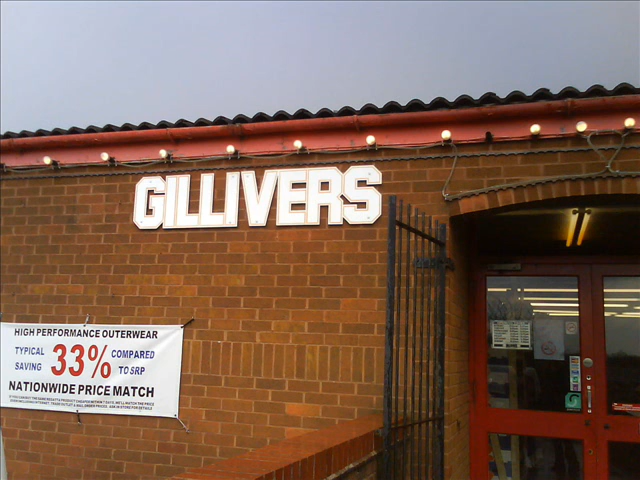 GILLIVERS
HIGH PERFORMANCE OUTERWEAR
TYPICAL SAVING 33% COMPARED TO SRP
NATIONWIDE PRICE MATCH